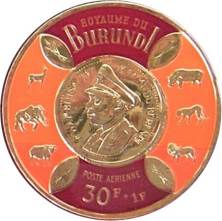 ROYAUME DU
BURUNDI
POSTE AERIENNE
30F + 1F